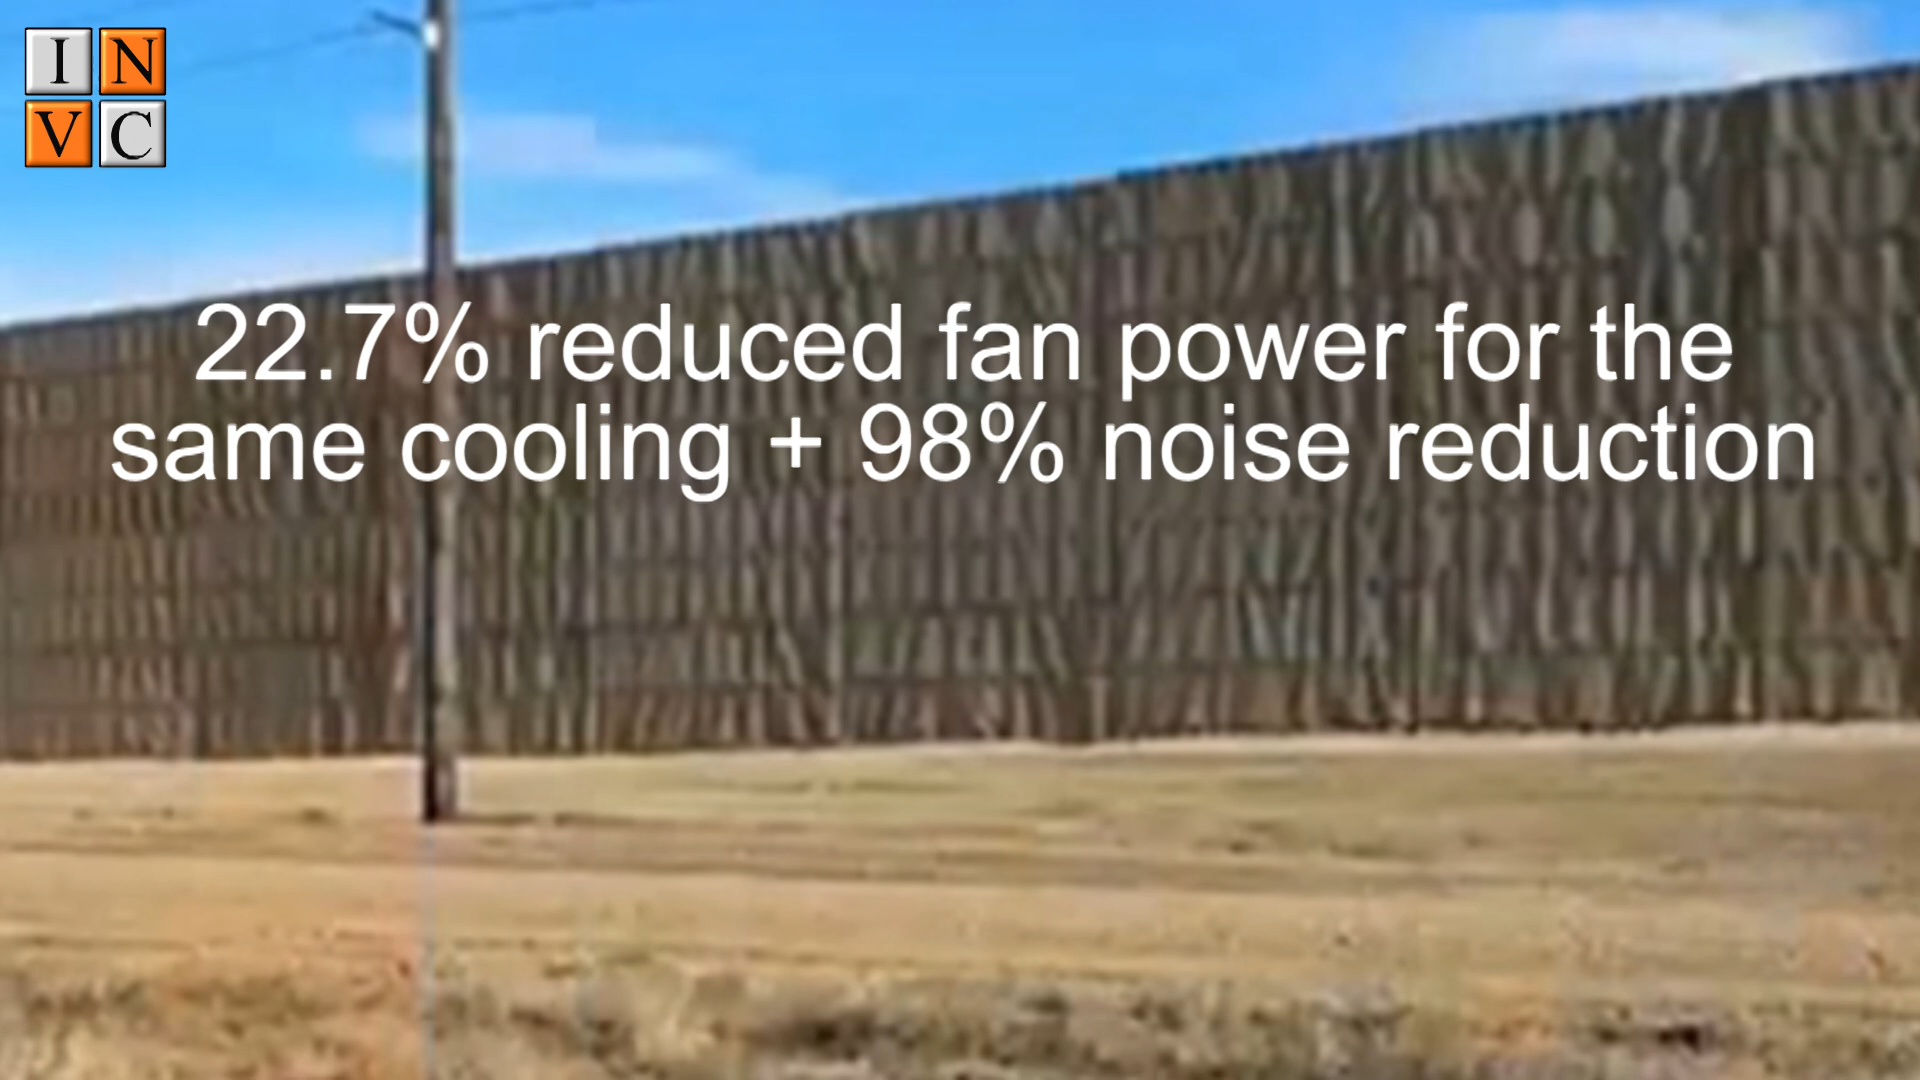 I N
V C
22.7% reduced fan power for the
same cooling + 98% noise reduction